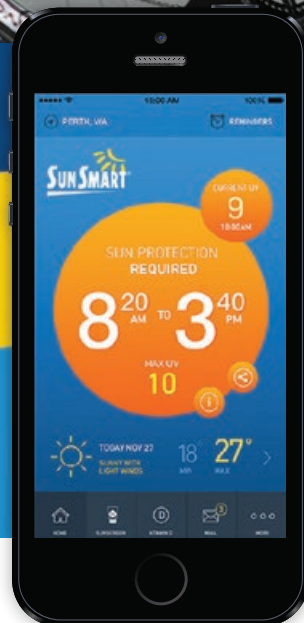 10:00 AM 100%
PERTH, WA REMINDERS
SUNSMART
CURRENT UV
9
10:00AM
SUN PROTECTION
REQUIRED
8 20 AM TO 3 40 PM
MAX UV
10
i
TODAY NOV 27
SUNNY WITH
LIGHT WINDS
18° MIN
27° MAX
3
HOME SUNSCREEN D VITAMIN D MAIL MORE